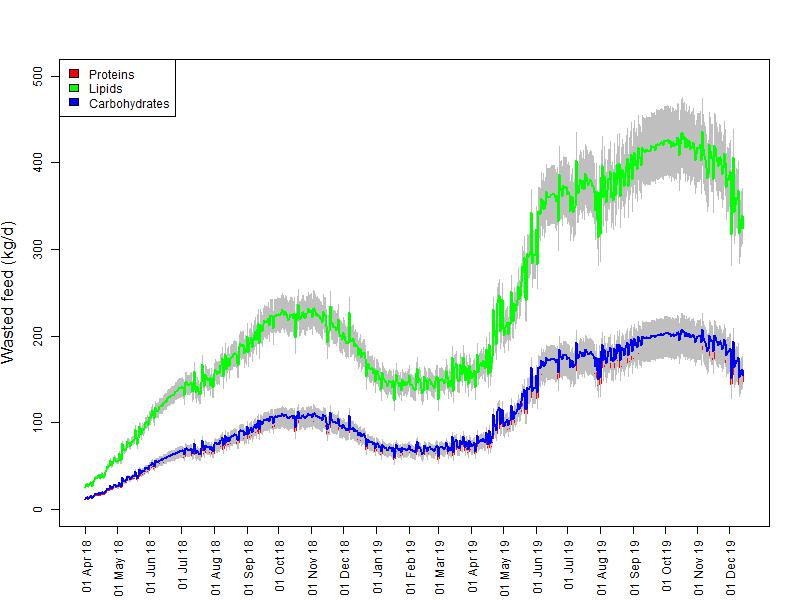 Proteins
Lipids
Carbohydrates
Wasted feed (kg/d)
500
400
300
200
100
0
01 Apr 18
01 May 18
01 Jun 18
01 Jul 18
01 Aug 18
01 Sep 18
01 Oct 18
01 Nov 18
01 Dec 18
01 Jan 19
01 Feb 19
01 Mar 19
01 Apr 19
01 May 19
01 Jun 19
01 Jul 19
01 Aug 19
01 Sep 19
01 Oct 19
01 Nov 19
01 Dec 19